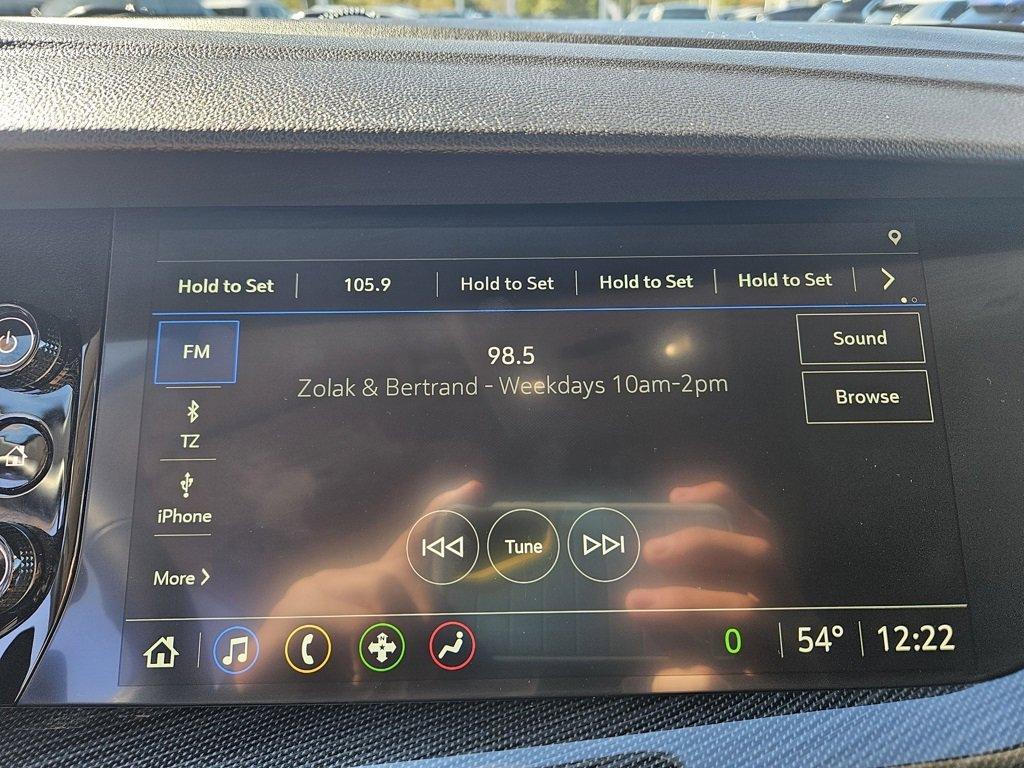 Hold to Set 105.9 Hold to Set Hold to Set Hold to Set
FM
98.5
Zolak & Bertrand - Weekdays 10am-2pm
Sound
Browse
TZ
iPhone
More
Tune
N
0 54° 12:22